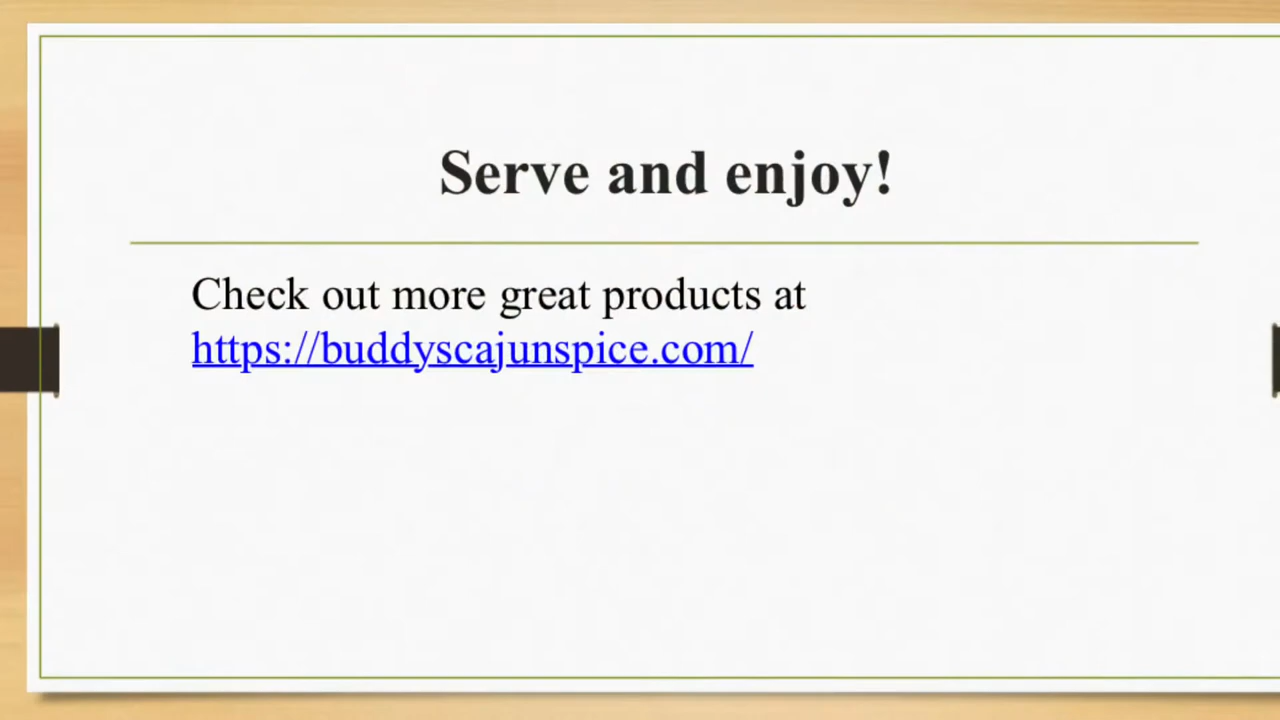 Serve and enjoy!
Check out more great products at
https://buddyscajunspice.com/